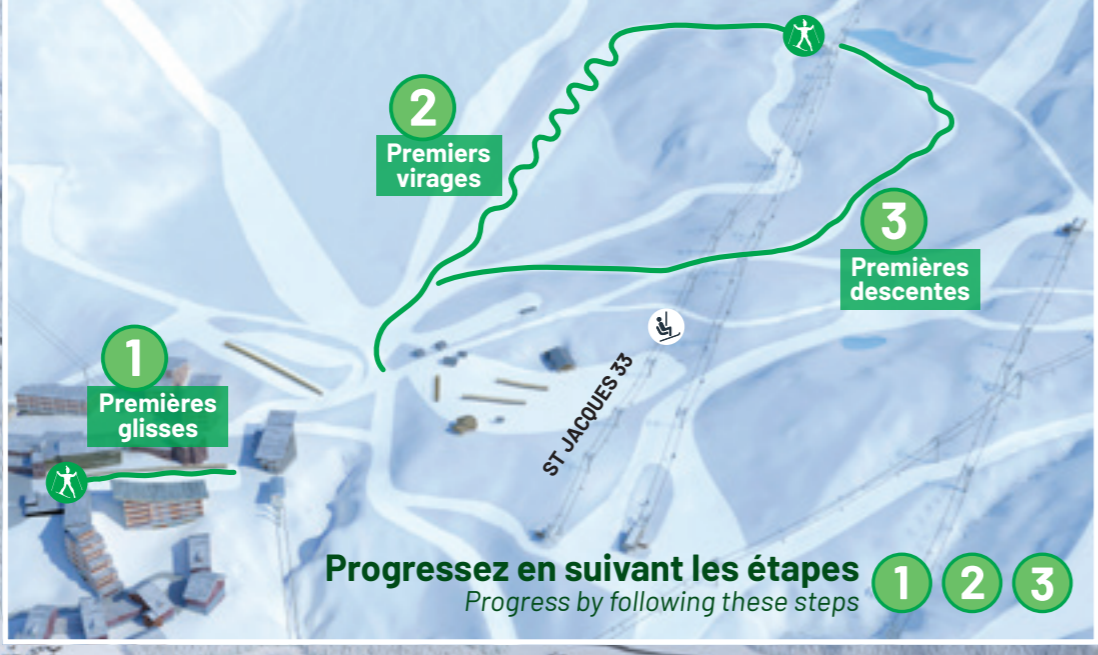 2
Premiers
virages
3
Premières
descentes
1
Premières
glisses
ST JACQUES 33
Progressez en suivant les étapes 1 2 3
Progress by following these steps